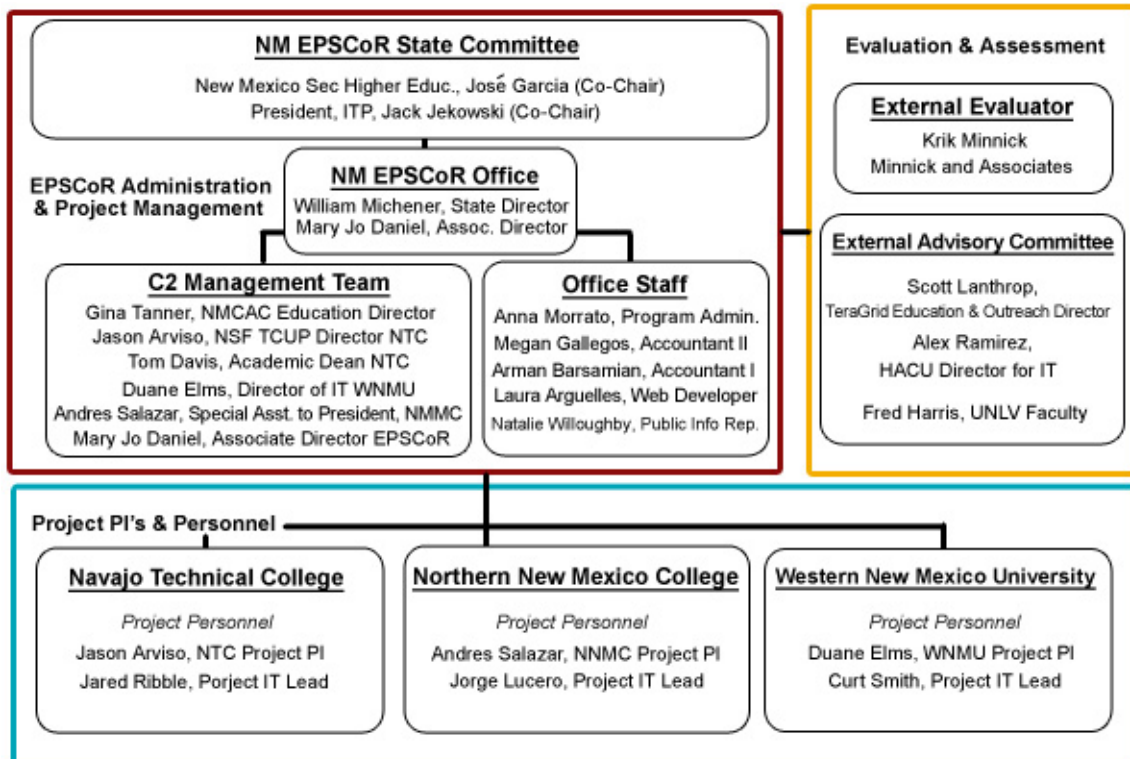 NM EPSCoR State Committee
New Mexico Sec Higher Educ., José Garcia (Co-Chair)
President, ITP, Jack Jekowski (Co-Chair)
EPSCoR Administration
& Project Management
NM EPSCoR Office
William Michener, State Director
Mary Jo Daniel, Assoc. Director
C2 Management Team
Gina Tanner, NMCAC Education Director
Jason Arviso, NSF TCUP Director NTC
Tom Davis, Academic Dean NTC
Duane Elms, Director of IT WNMU
Andres Salazar, Special Asst. to President, NMMC
Mary Jo Daniel, Associate Director EPSCoR
Office Staff
Anna Morrato, Program Admin.
Megan Gallegos, Accountant II
Arman Barsamian, Accountant I
Laura Arguelles, Web Developer
Natalie Willoughby, Public Info Rep.
Evaluation & Assessment
External Evaluator
Krik Minnick
Minnick and Associates
External Advisory Committee
Scott Lanthrop,
TeraGrid Education & Outreach Director
Alex Ramirez,
HACU Director for IT
Fred Harris, UNLV Faculty
Project PI's & Personnel
Navajo Technical College
Project Personnel
Jason Arviso, NTC Project PI
Jared Ribble, Porject IT Lead
Northern New Mexico College
Project Personnel
Andres Salazar, NNMC Project PI
Jorge Lucero, Project IT Lead
Western New Mexico University
Project Personnel
Duane Elms, WNMU Project PI
Curt Smith, Project IT Lead